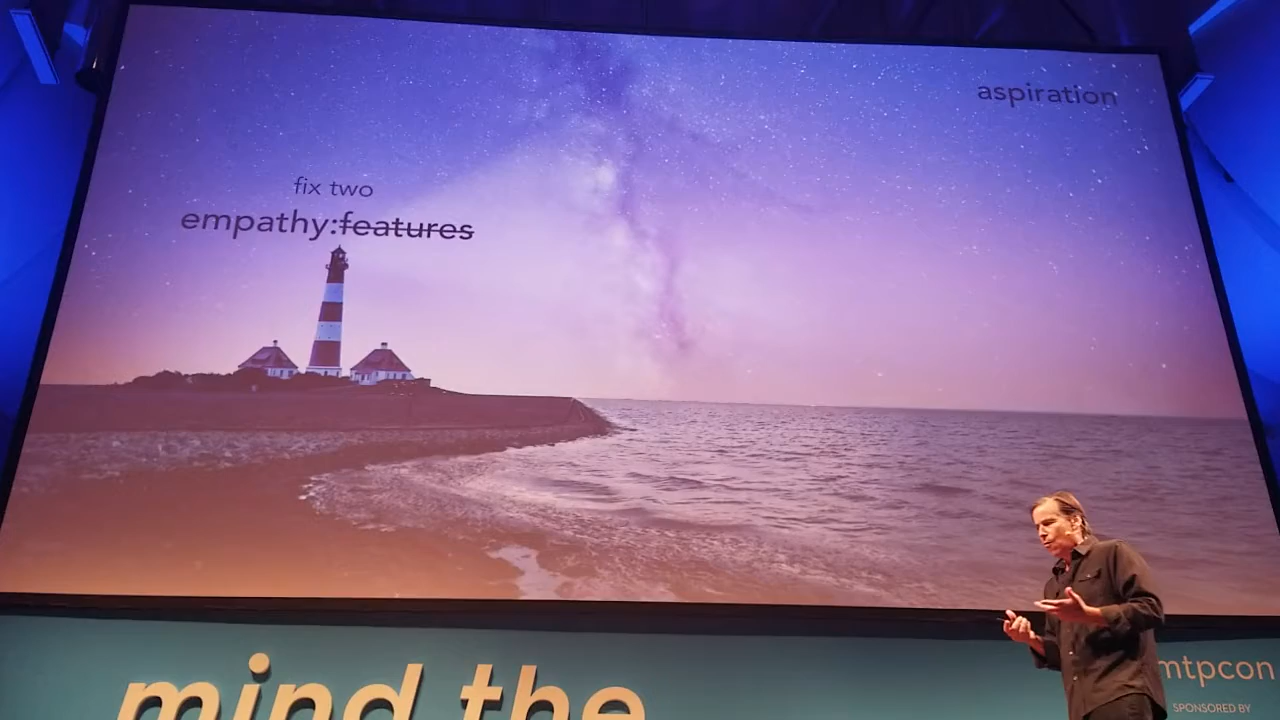 aspiration
fix two
empathy:features
mind the
mtpcon
SPONSORED BY